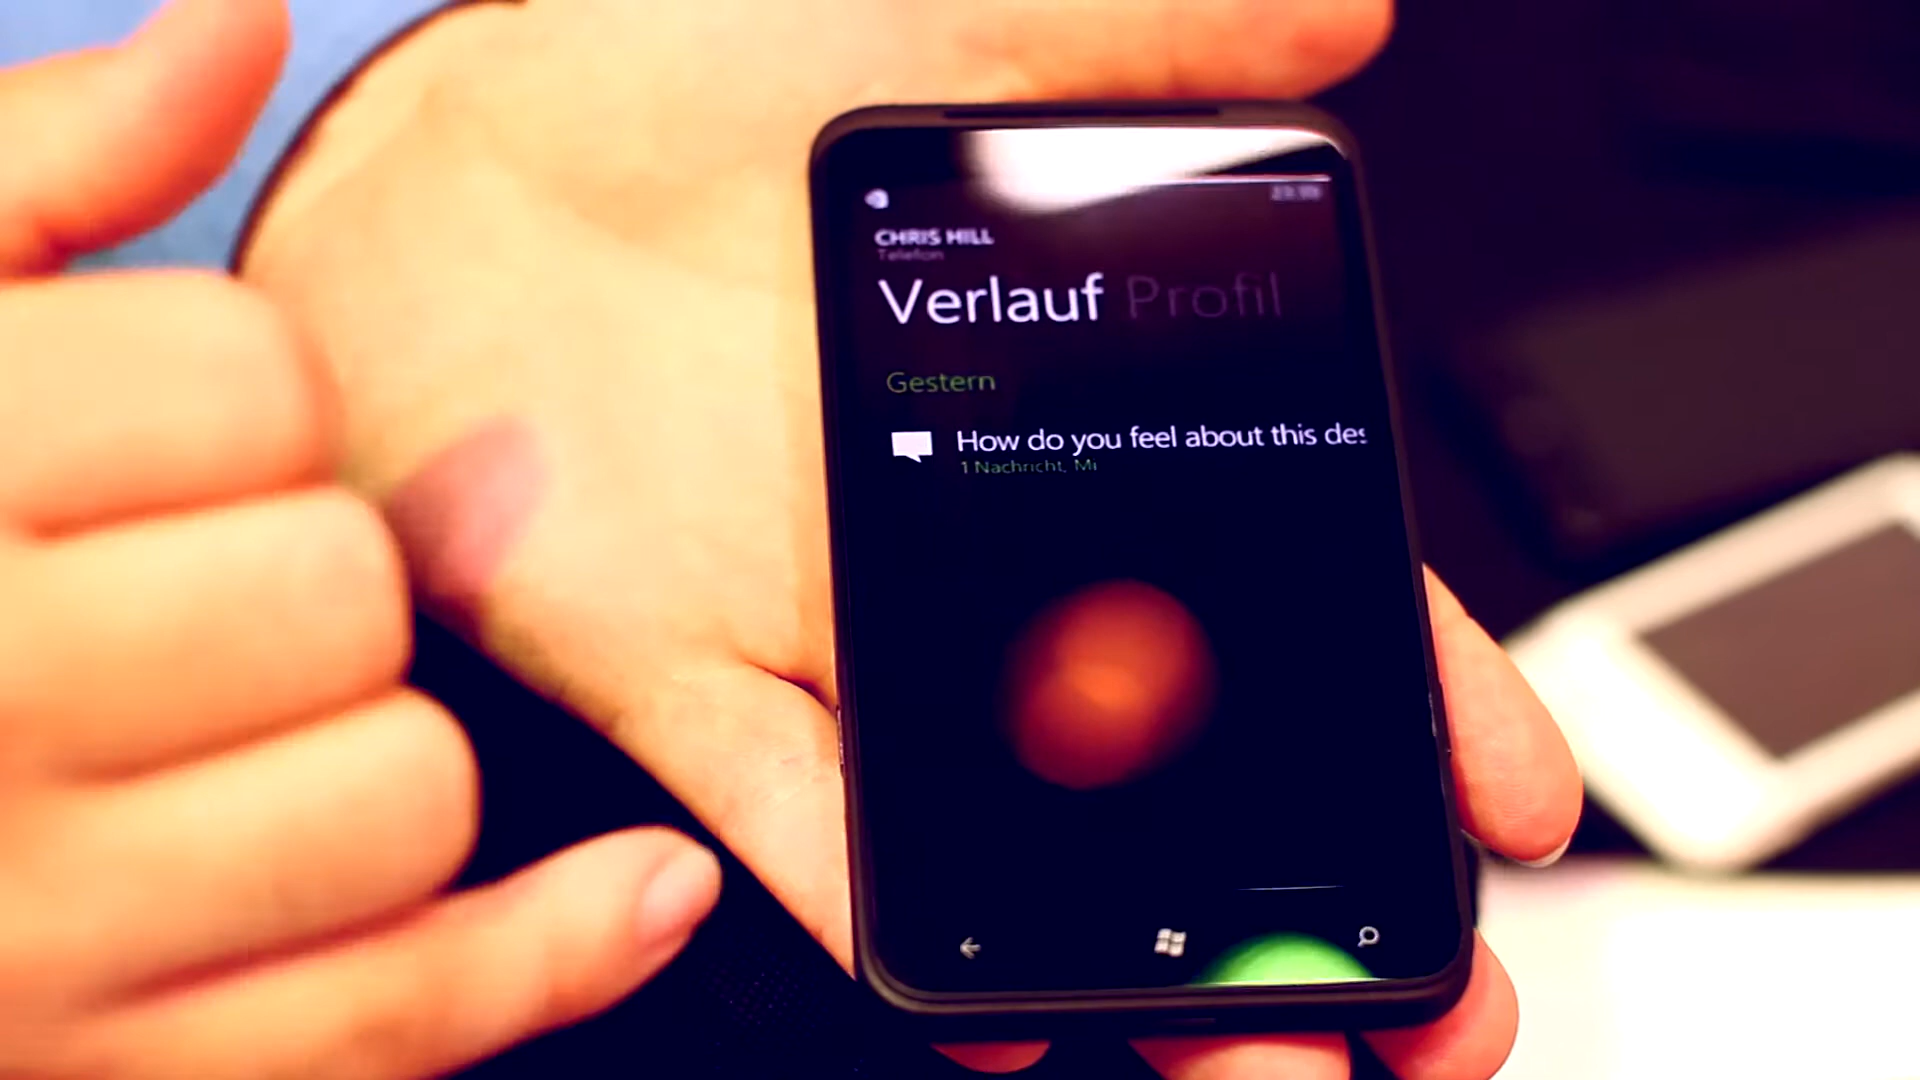 CHRIS HILL
Telefon
Verlauf Profil
Gestern
How do you feel about this des
1 Nachricht, Mi